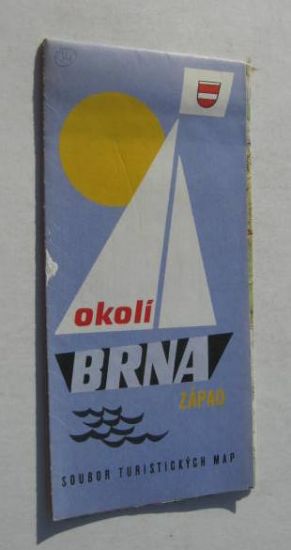 okolí
BRNA
ZÁPAD
SOUBOR TURISTICKÝCH MAP